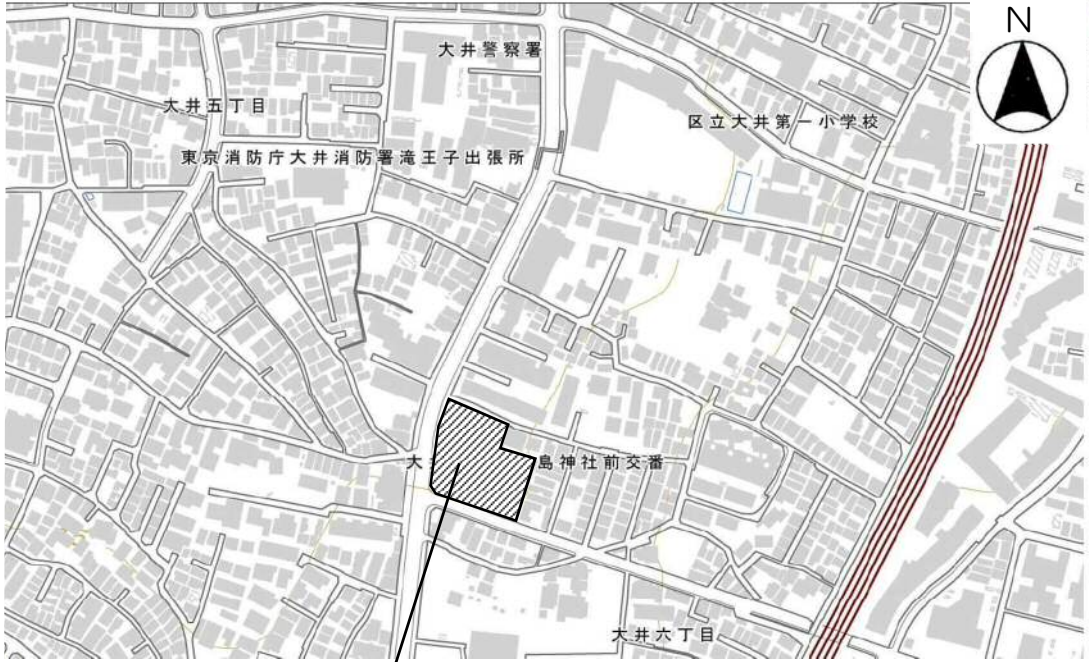 N
大井警察署
大井五丁目
区立大井第一小学校
東京消防庁大井消防署滝王子出張所
大 島神社前交番
大井六丁目